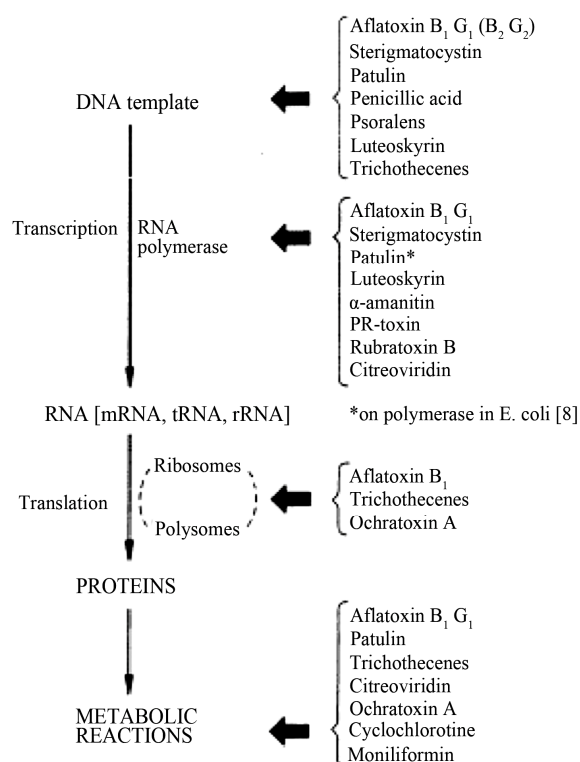 Aflatoxin B1 G1 (B2 G2)
Sterigmatocystin
Patulin
DNA template
Penicillic acid
Psoralens
Luteoskyrin
Trichothecenes
Aflatoxin B1 G1
Transcription
RNA polymerase
Sterigmatocystin
Patulin*
Luteoskyrin
α-amanitin
PR-toxin
Rubratoxin B
Citreoviridin
RNA [mRNA, tRNA, rRNA]
*on polymerase in E. coli [8]
Ribosomes
Translation
Polysomes
Aflatoxin B1
Trichothecenes
Ochratoxin A
PROTEINS
Aflatoxin B1 G1
Patulin
Trichothecenes
Citreoviridin
Ochratoxin A
METABOLIC
REACTIONS
Cyclochlorotine
Moniliformin